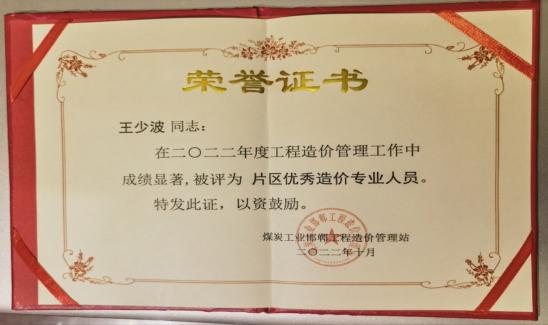 荣誉证书
王少波 同志：
在二〇二二年度工程造价管理工作中
成绩显著,被评为 片区优秀造价专业人员。
特发此证，以资鼓励。
煤炭工业邯郸工程造价管理站
二〇二二年十月